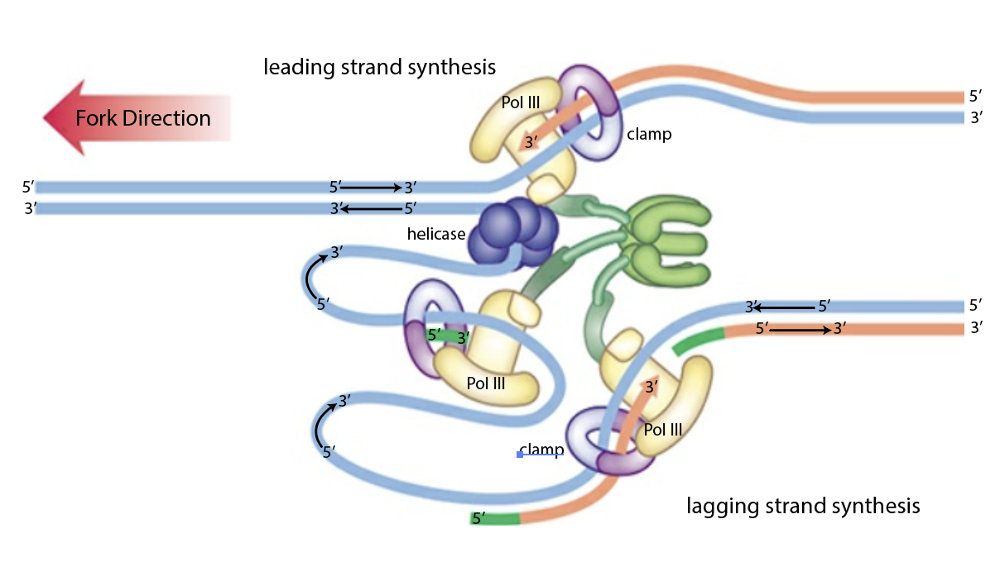 leading strand synthesis
Pol III
5′
Fork Direction
3′
3′
clamp
5′
5′
3′
3′
3′
5′
helicase
3′
5′
5′
3′
5′
3′
5′
5′
3′
3′
5′
3′
Pol III
3′
3′
Pol III
5′
clamp
lagging strand synthesis
5′